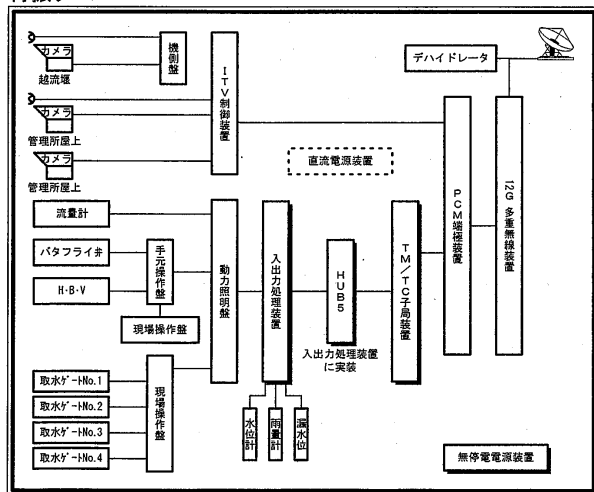 カメラ
越流堰
機側盤
カメラ
管理所屋上
カメラ
管理所屋上
ITV制御装置
デハイドレータ
直流電源装置
PCM端極装置
12G 多重無線装置
流量計
バタフライ弁
H・B・V
手元操作盤
現場操作盤
動力照明盤
入出力処理装置
HUB5
入出力処理装置
に実装
TM/TC子局装置
取水ゲートNo.1
取水ゲートNo.2
取水ゲートNo.3
取水ゲートNo.4
現場操作盤
水位計
雨量計
漏水位
無停電電源装置